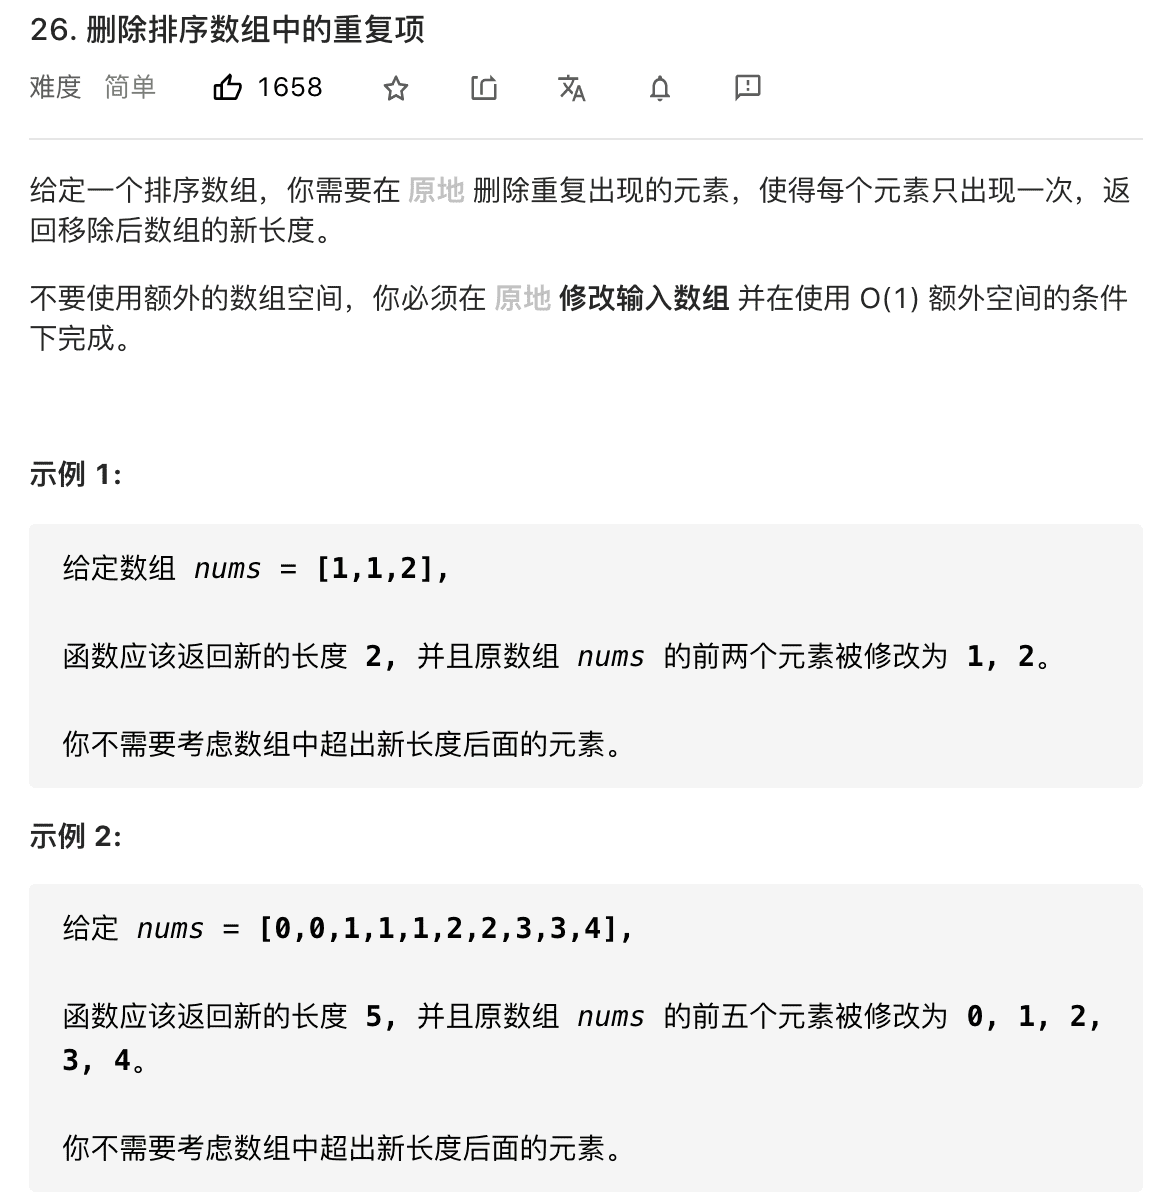 26. 删除排序数组中的重复项
难度 简单 1658
给定一个排序数组，你需要在 原地 删除重复出现的元素，使得每个元素只出现一次，返
回移除后数组的新长度。
不要使用额外的数组空间，你必须在 原地 修改输入数组 并在使用 O(1) 额外空间的条件
下完成。
示例 1:
给定数组 nums = [1,1,2],
函数应该返回新的长度 2, 并且原数组 nums 的前两个元素被修改为 1, 2。
你不需要考虑数组中超出新长度后面的元素。
示例 2:
给定 nums = [0,0,1,1,1,2,2,3,3,4],
函数应该返回新的长度 5, 并且原数组 nums 的前五个元素被修改为 0, 1, 2,
3, 4。
你不需要考虑数组中超出新长度后面的元素。